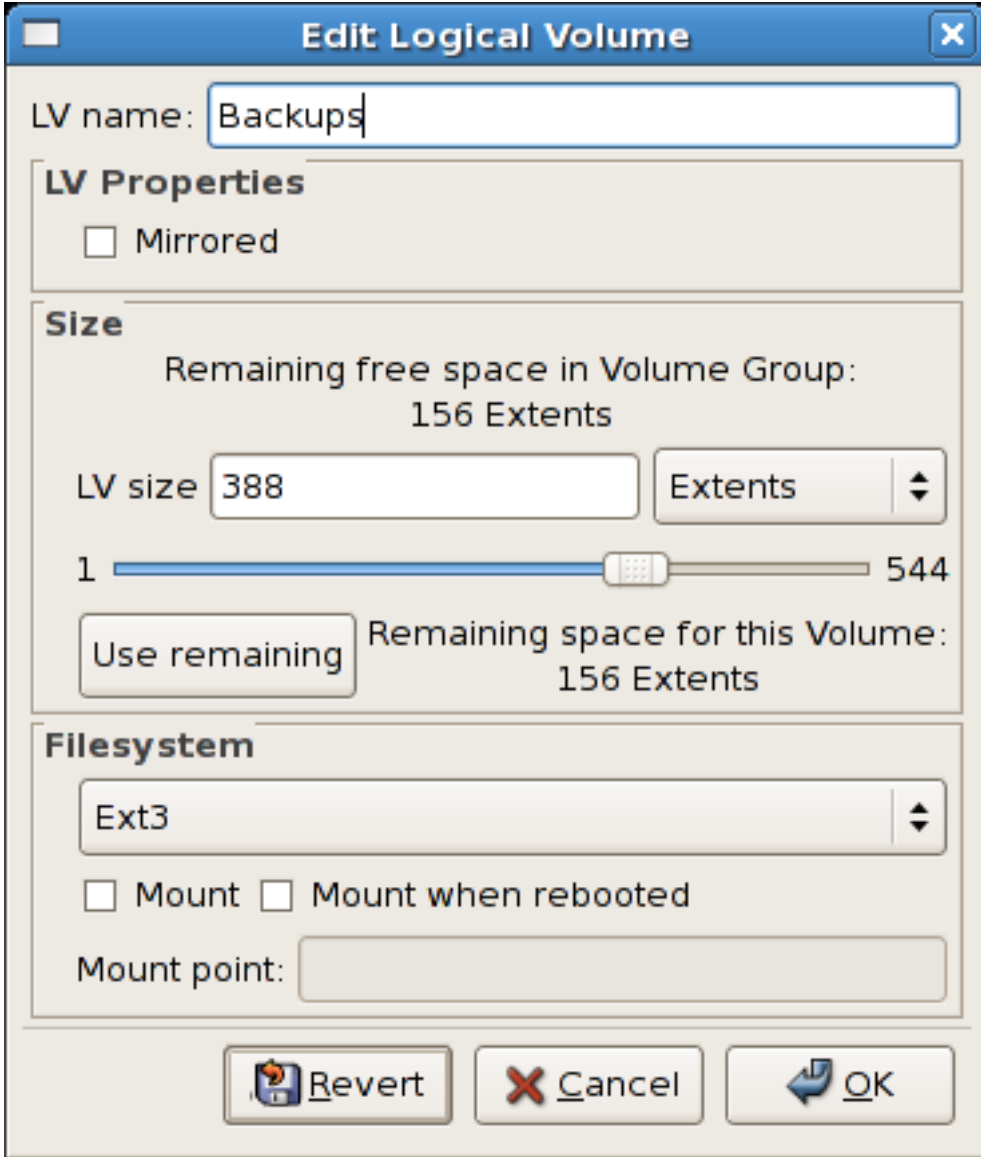 Edit Logical Volume
LV name: Backups
LV Properties
Mirrored
Size
Remaining free space in Volume Group:
156 Extents
LV size 388 Extents
1 544
Use remaining
Remaining space for this Volume:
156 Extents
Filesystem
Ext3
Mount Mount when rebooted
Mount point:
Revert Cancel OK